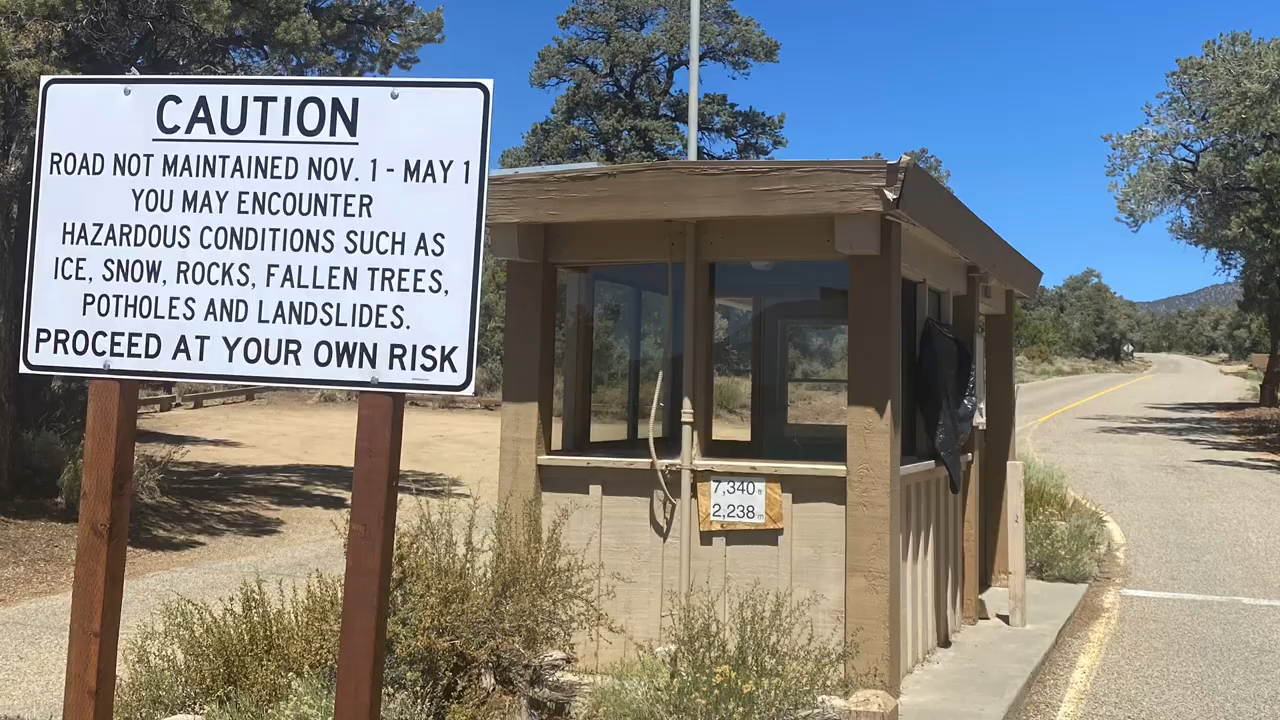 CAUTION
ROAD NOT MAINTAINED NOV. 1 - MAY 1
YOU MAY ENCOUNTER
HAZARDOUS CONDITIONS SUCH AS
ICE, SNOW, ROCKS, FALLEN TREES,
POTHOLES AND LANDSLIDES.
PROCEED AT YOUR OWN RISK
7,340 ft
2,238 m